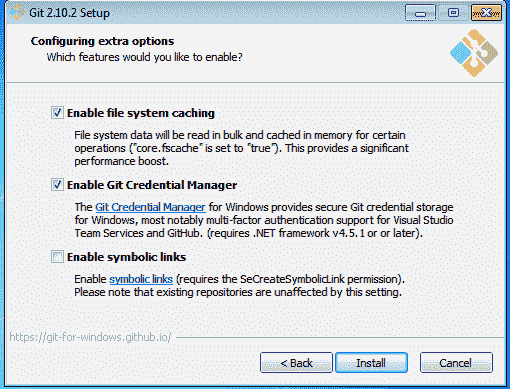 Git 2.10.2 Setup
Configuring extra options
Which features would you like to enable?
Enable file system caching
File system data will be read in bulk and cached in memory for certain
operations ("core.fscache" is set to "true"). This provides a significant
performance boost.
Enable Git Credential Manager
The Git Credential Manager for Windows provides secure Git credential storage
for Windows, most notably multi-factor authentication support for Visual Studio
Team Services and GitHub. (requires .NET framework v4.5.1 or or later).
Enable symbolic links
Enable symbolic links (requires the SeCreateSymbolicLink permission).
Please note that existing repositories are unaffected by this setting.
https://git-for-windows.github.io/
< Back Install Cancel